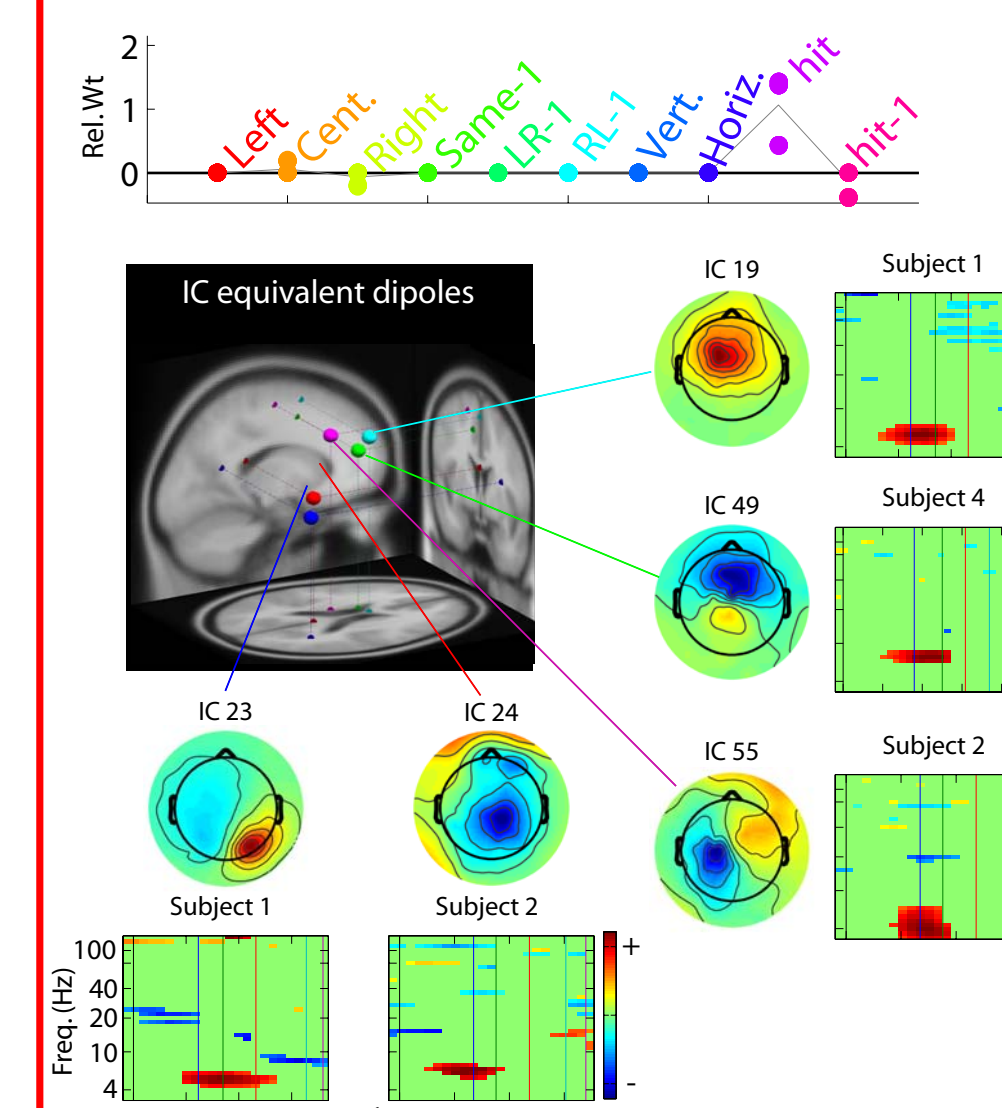 2
1
0
Rel.Wt
Left
Cent.
Right
Same-1
LR-1
RL-1
Vert.
Horiz.
hit
hit-1
IC equivalent dipoles
IC 19
Subject 1
IC 49
Subject 4
IC 55
Subject 2
IC 23
IC 24
Subject 1
Subject 2
Freq.(Hz)
100
40
20
10
4
+
-